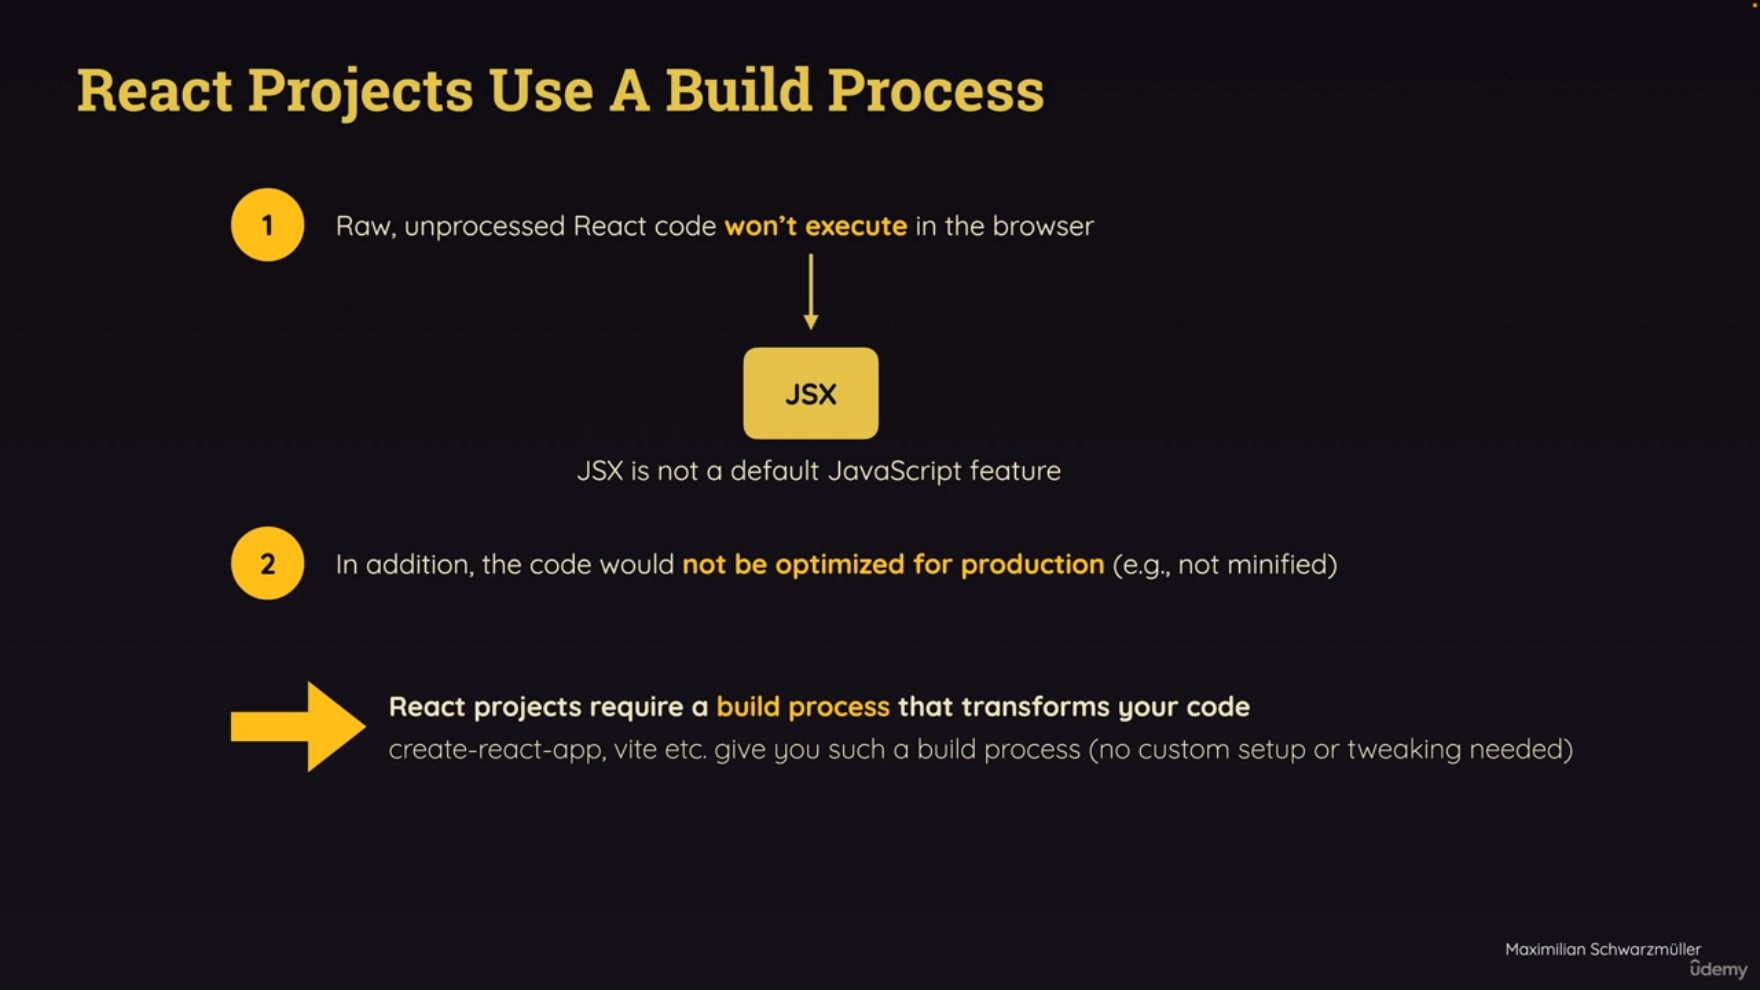 React Projects Use A Build Process
1
Raw, unprocessed React code won't execute in the browser
JSX
JSX is not a default JavaScript feature
2
In addition, the code would not be optimized for production (e.g., not minified)
React projects require a build process that transforms your code
create-react-app, vite etc. give you such a build process (no custom setup or tweaking needed)
Maximilian Schwarzmüller
ûdemy